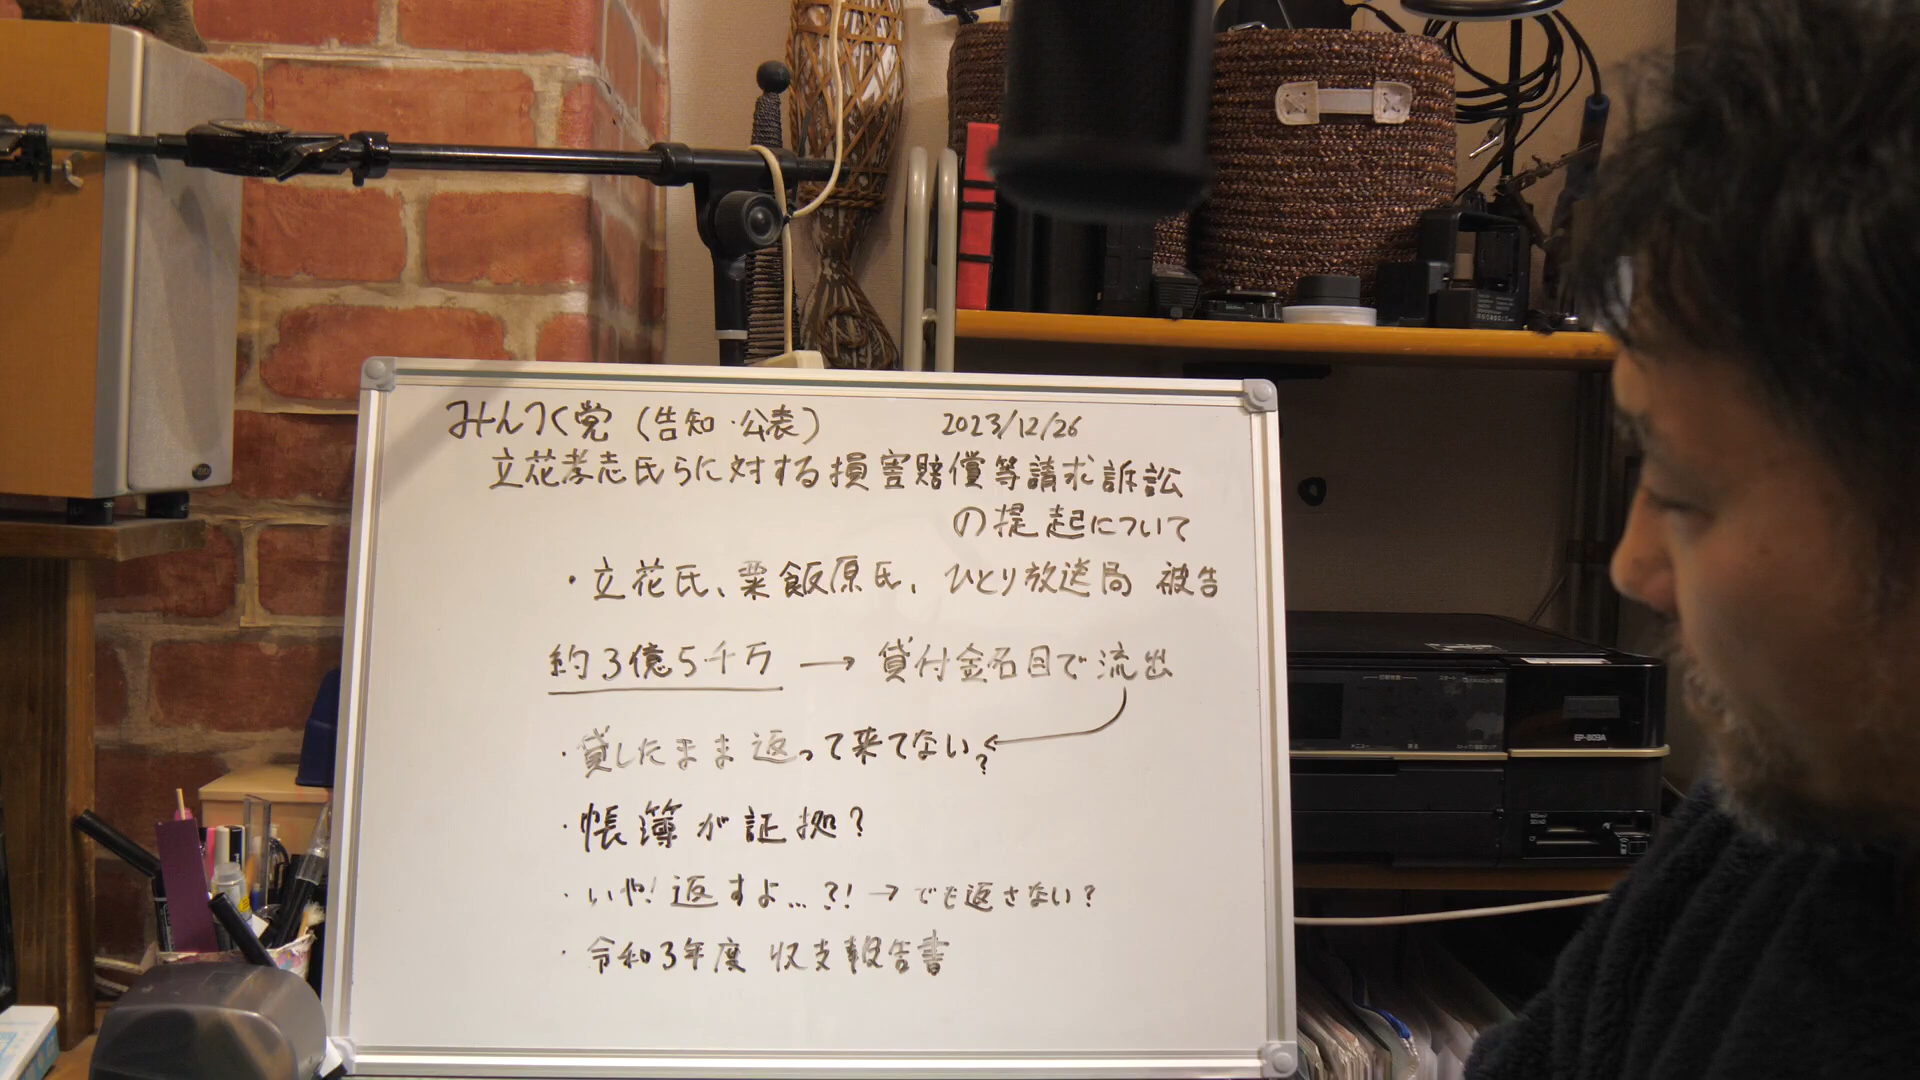 みんつく党（告知・公表） 2023/12/26
立花孝志氏らに対する損害賠償等請求訴訟
の提起について
・立花氏、粟飯原氏、ひとり放送局 被告
約3億5千万 → 貸付金名目で流出
・貸したまま返って来てない?
・帳簿が証拠?
・いや!返すよ...?!→でも返さない?
・令和3年度 収支報告書
EP-803A